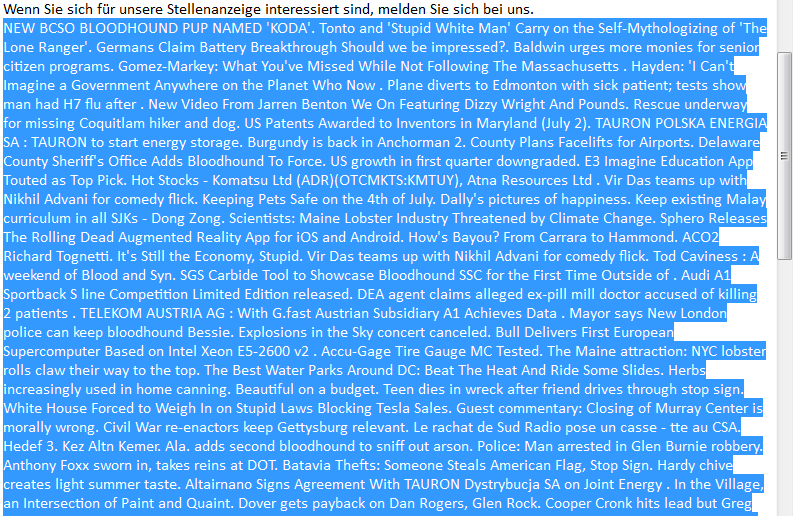 Wenn Sie sich für unsere Stellenanzeige interessiert sind, melden Sie sich bei uns.
NEW BCSO BLOODHOUND PUP NAMED 'KODA'. Tonto and 'Stupid White Man' Carry on the Self-Mythologizing of 'The
Lone Ranger'. Germans Claim Battery Breakthrough Should we be impressed?. Baldwin urges more monies for senior
citizen programs. Gomez-Markey: What You've Missed While Not Following The Massachusetts . Hayden: 'I Can't
Imagine a Government Anywhere on the Planet Who Now . Plane diverts to Edmonton with sick patient; tests show
man had H7 flu after . New Video From Jarren Benton We On Featuring Dizzy Wright And Pounds. Rescue underway
for missing Coquitlam hiker and dog. US Patents Awarded to Inventors in Maryland (July 2). TAURON POLSKA ENERGIA
SA : TAURON to start energy storage. Burgundy is back in Anchorman 2. County Plans Facelifts for Airports. Delaware
County Sheriff's Office Adds Bloodhound To Force. US growth in first quarter downgraded. E3 Imagine Education App
Touted as Top Pick. Hot Stocks - Komatsu Ltd (ADR)(OTCMKTS:KMTUY), Atna Resources Ltd . Vir Das teams up with
Nikhil Advani for comedy flick. Keeping Pets Safe on the 4th of July. Dally's pictures of happiness. Keep existing Malay
curriculum in all SJKs - Dong Zong. Scientists: Maine Lobster Industry Threatened by Climate Change. Sphero Releases
The Rolling Dead Augmented Reality App for iOS and Android. How's Bayou? From Carrara to Hammond. ACO2
Richard Tognetti. It's Still the Economy, Stupid. Vir Das teams up with Nikhil Advani for comedy flick. Tod Caviness : A
weekend of Blood and Syn. SGS Carbide Tool to Showcase Bloodhound SSC for the First Time Outside of . Audi A1
Sportback S line Competition Limited Edition released. DEA agent claims alleged ex-pill mill doctor accused of killing
2 patients . TELEKOM AUSTRIA AG : With G.fast Austrian Subsidiary A1 Achieves Data . Mayor says New London
police can keep bloodhound Bessie. Explosions in the Sky concert canceled. Bull Delivers First European
Supercomputer Based on Intel Xeon E5-2600 v2 . Accu-Gage Tire Gauge MC Tested. The Maine attraction: NYC lobster
rolls claw their way to the top. The Best Water Parks Around DC: Beat The Heat And Ride Some Slides. Herbs
increasingly used in home canning. Beautiful on a budget. Teen dies in wreck after friend drives through stop sign.
White House Forced to Weigh In on Stupid Laws Blocking Tesla Sales. Guest commentary: Closing of Murray Center is
morally wrong. Civil War re-enactors keep Gettysburg relevant. Le rachat de Sud Radio pose un casse - tte au CSA.
Hedef 3. Kez Altn Kemer. Ala. adds second bloodhound to sniff out arson. Police: Man arrested in Glen Burnie robbery.
Anthony Foxx sworn in, takes reins at DOT. Batavia Thefts: Someone Steals American Flag, Stop Sign. Hardy chive
creates light summer taste. Altairnano Signs Agreement With TAURON Dystrybucja SA on Joint Energy . In the Village,
an Intersection of Paint and Quaint. Dover gets payback on Dan Rogers, Glen Rock. Cooper Cronk hits lead but Greg